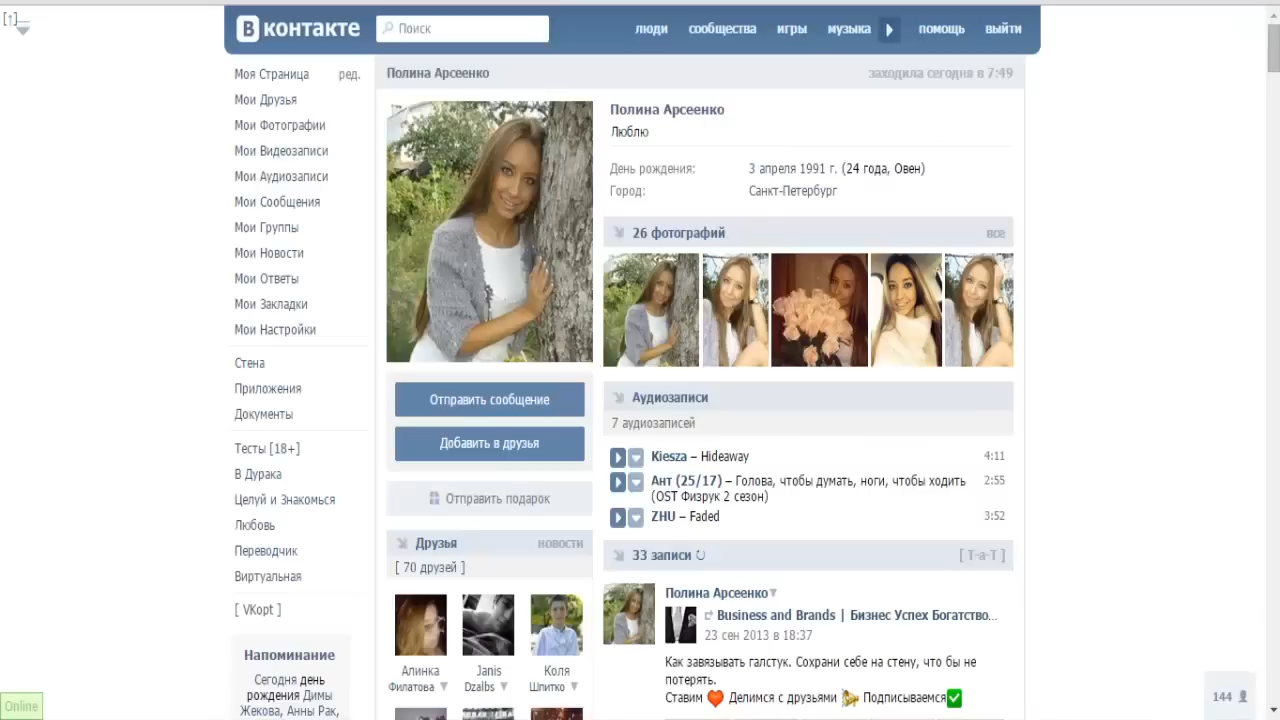 [↑]
В контакте
Поиск
люди сообщества игры музыка помощь выйти
Моя Страница ред.
Мои Друзья
Мои Фотографии
Мои Видеозаписи
Мои Аудиозаписи
Мои Сообщения
Мои Группы
Мои Новости
Мои Ответы
Мои Закладки
Мои Настройки
Стена
Приложения
Документы
Тесты [18+]
В Дурака
Целуй и Знакомься
Любовь
Переводчик
Виртуальная
[ VKopt ]
Напоминание
Сегодня день
рождения Димы
Жекова, Анны Рак,
Online
Полина Арсеенко
заходила сегодня в 7:49
Отправить сообщение
Добавить в друзья
Отправить подарок
Друзья новости
[ 70 друзей ]
Алинка
Филатова
Janis
Dzalbs
Коля
Шпитко
Полина Арсеенко
Люблю
День рождения: 3 апреля 1991 г. (24 года, Овен)
Город: Санкт-Петербург
26 фотографий все
Аудиозаписи
7 аудиозаписей
Kiesza – Hideaway 4:11
Ант (25/17) – Голова, чтобы думать, ноги, чтобы ходить 2:55
(OST Физрук 2 сезон)
ZHU – Faded 3:52
33 записи [ T-a-T ]
Полина Арсеенко
Business and Brands | Бизнес Успех Богатство...
23 сен 2013 в 18:37
Как завязывать галстук. Сохрани себе на стену, что бы не
потерять.
Ставим ❤ Делимся с друзьями Подписываемся✅
144